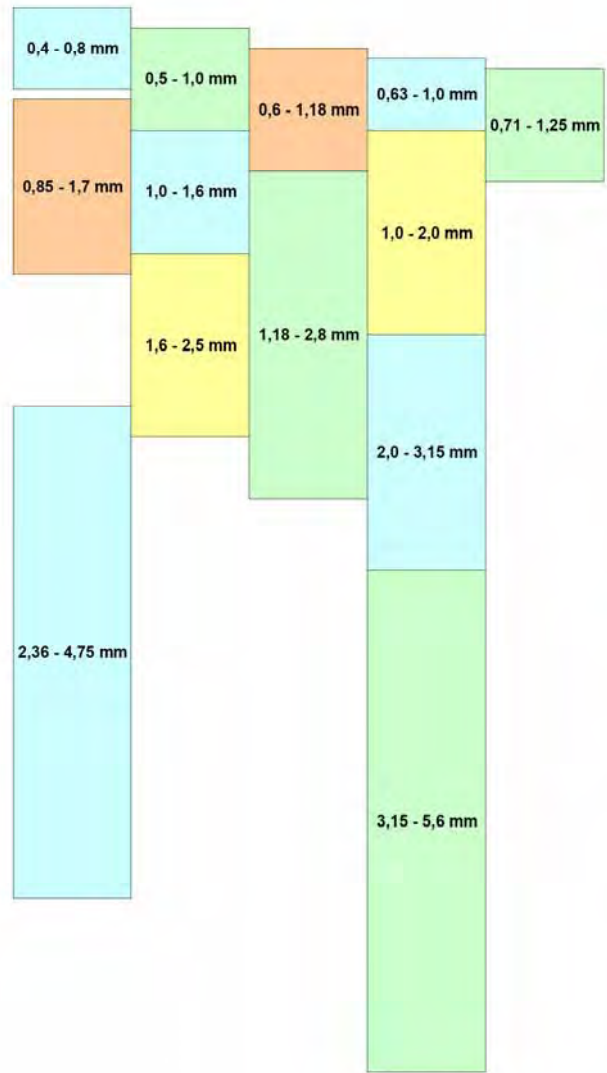 0,4 - 0,8 mm
0,5 - 1,0 mm
0,6 - 1,18 mm
0,63 - 1,0 mm
0,71 - 1,25 mm
0,85 - 1,7 mm
1,0 - 1,6 mm
1,0 - 2,0 mm
1,6 - 2,5 mm
1,18 - 2,8 mm
2,0 - 3,15 mm
2,36 - 4,75 mm
3,15 - 5,6 mm